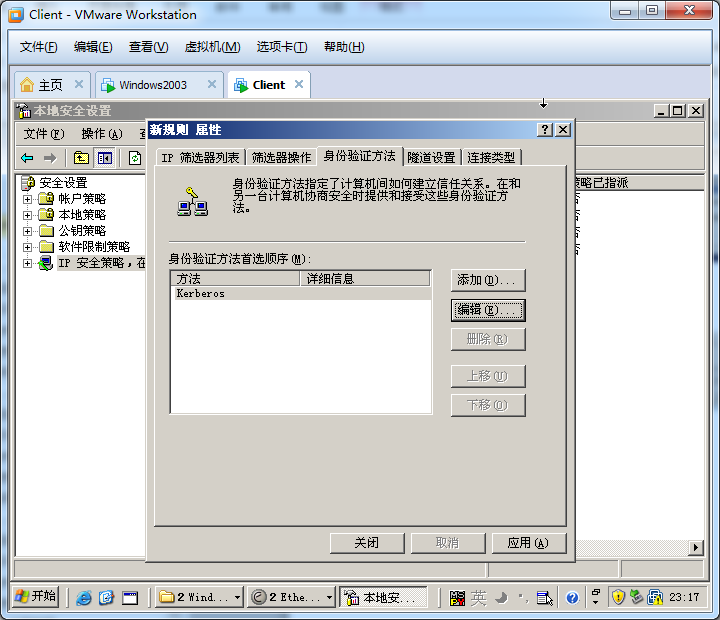 Client - VMware Workstation
文件(F) 编辑(E) 查看(V) 虚拟机(M) 选项卡(T) 帮助(H)
主页 Windows2003 Client
本地安全设置
文件(F) 操作(A)
新规则 属性
IP 筛选器列表 筛选器操作 身份验证方法 隧道设置 连接类型
安全设置
帐户策略
本地策略
公钥策略
软件限制策略
IP 安全策略，在
策略已指派
否
否
否
否
身份验证方法指定了计算机间如何建立信任关系。在和
另一台计算机协商安全时提供和接受这些身份验证方
法。
身份验证方法首选顺序(M):
方法 详细信息
Kerberos
添加(D)...
编辑(E)...
删除(R)
上移(U)
下移(O)
关闭 取消 应用(A)
开始 2 Wind... 2 Ethe... 本地安... 英 23:17